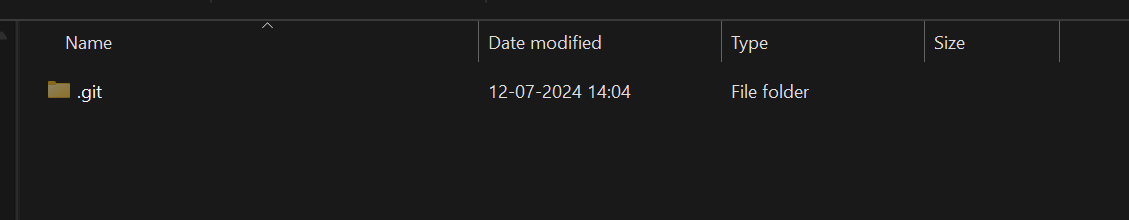 Name Date modified Type Size
.git 12-07-2024 14:04 File folder